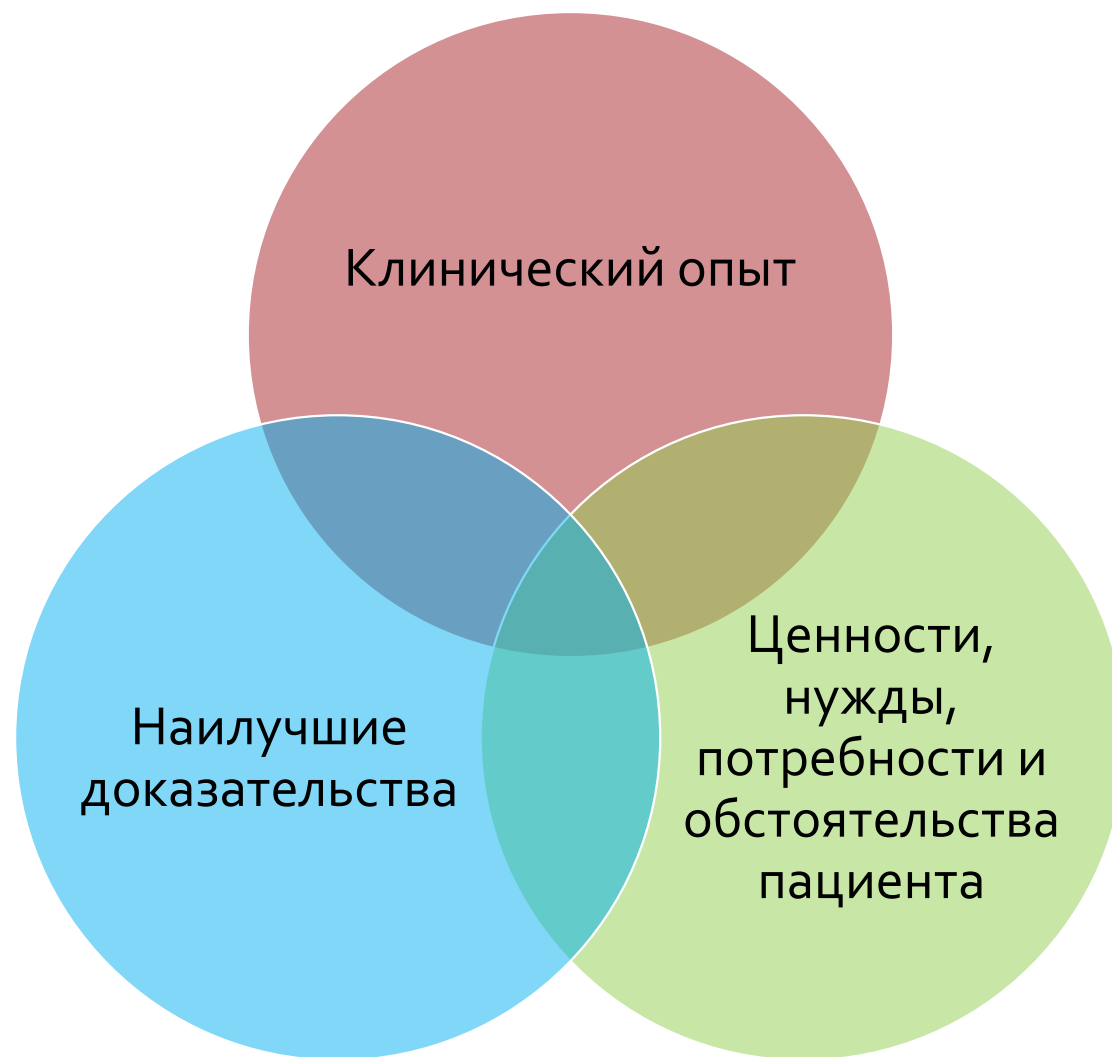 Клинический опыт
Наилучшие
доказательства
Ценности,
нужды,
потребности и
обстоятельства
пациента